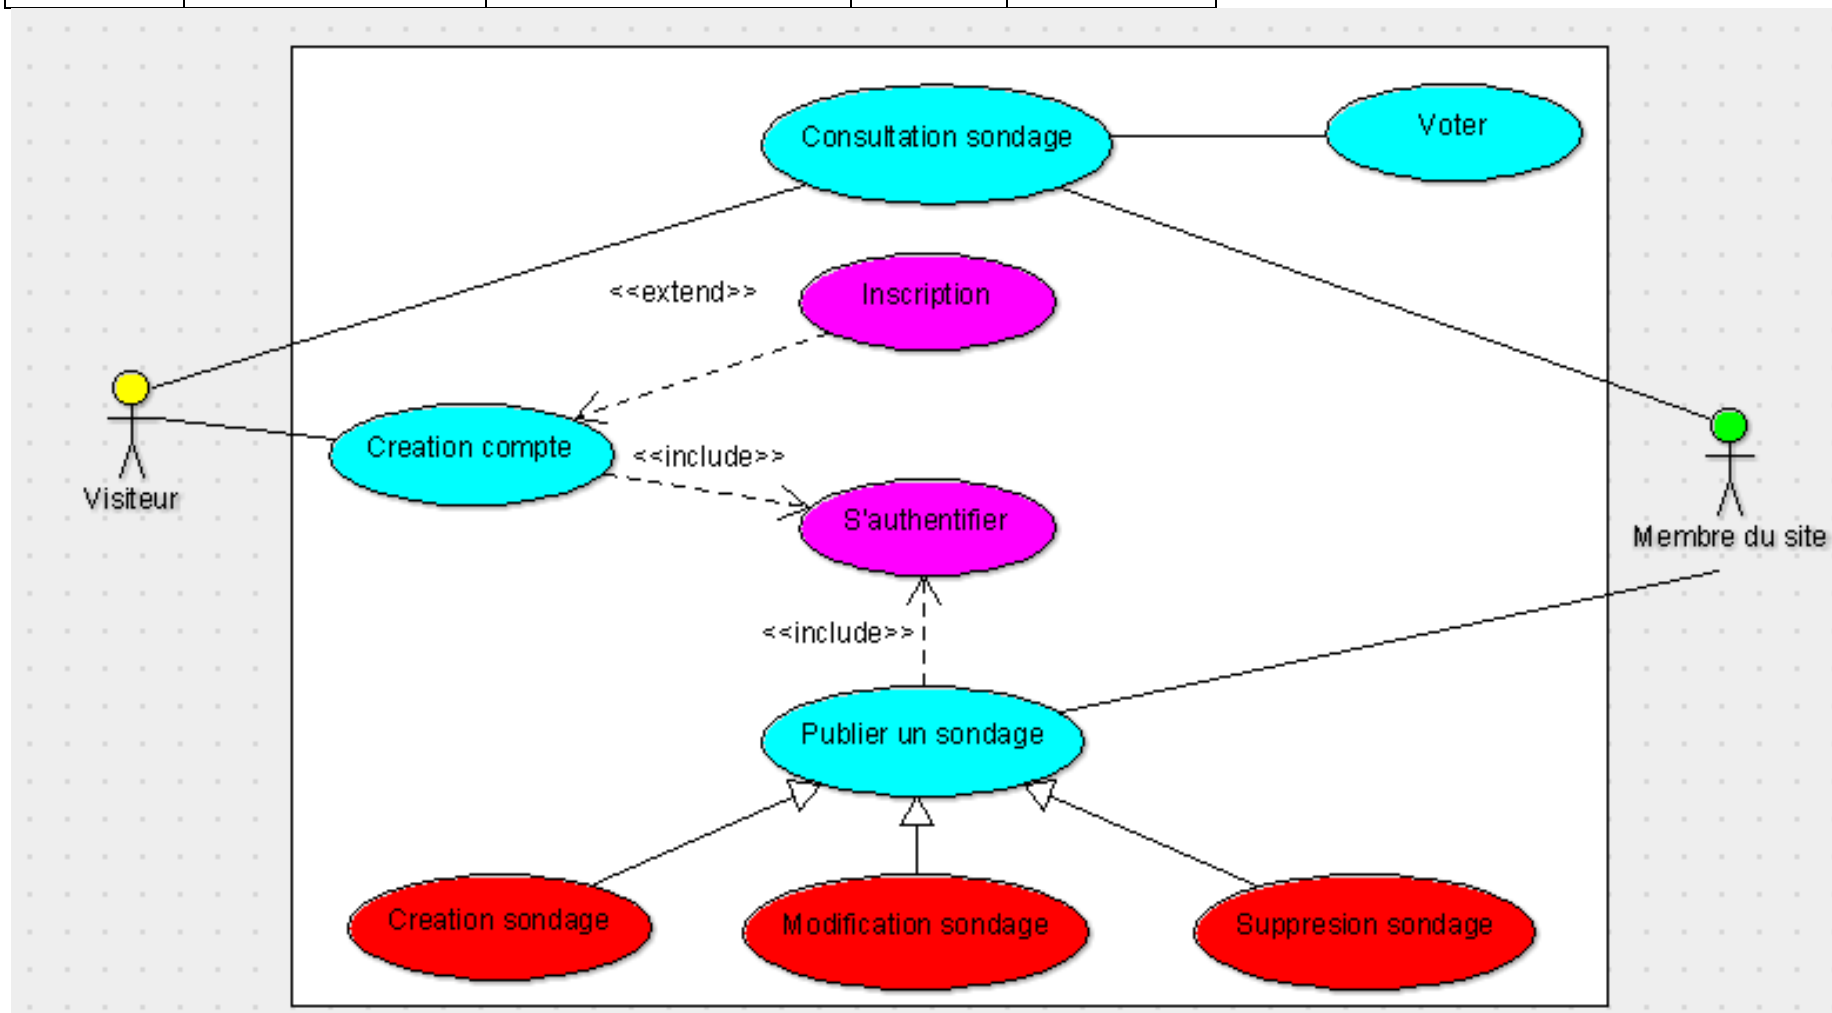 Consultation sondage
Voter
<<extend>>
Inscription
Creation compte
<<include>>
Visiteur
S'authentifier
Membre du site
<<include>>
Publier un sondage
Creation sondage
Modification sondage
Suppresion sondage